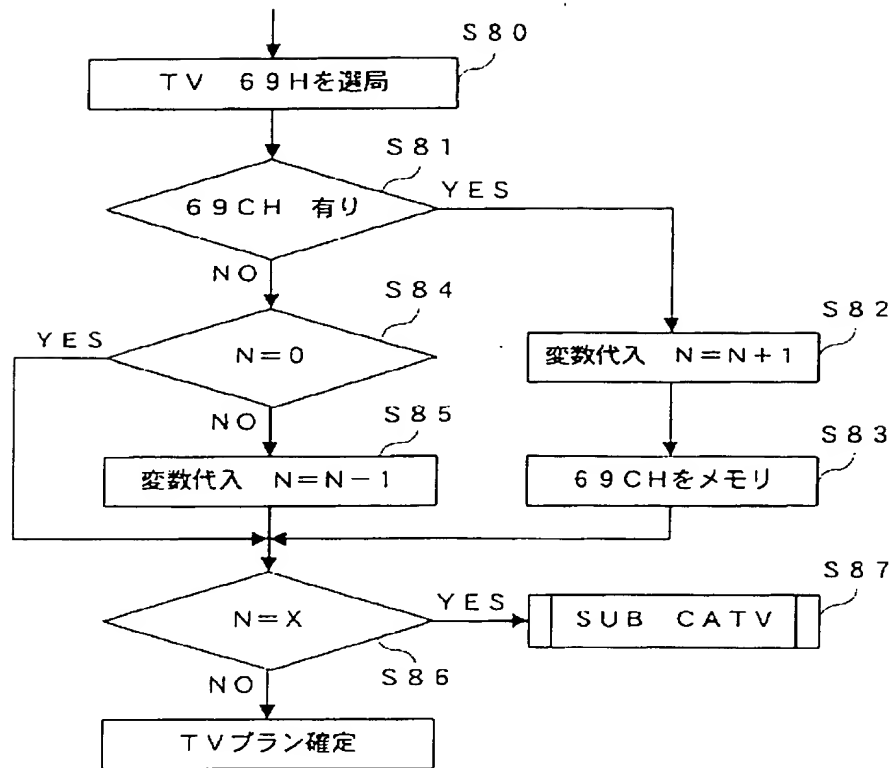 S80
TV 69Hを選局
S81
69CH 有り
YES
NO
S84
YES
N=0
S82
変数代入 N=N+1
NO
S85
変数代入 N=N-1
S83
69CHをメモリ
S87
N=X
YES
SUB CATV
S86
NO
TVプラン確定